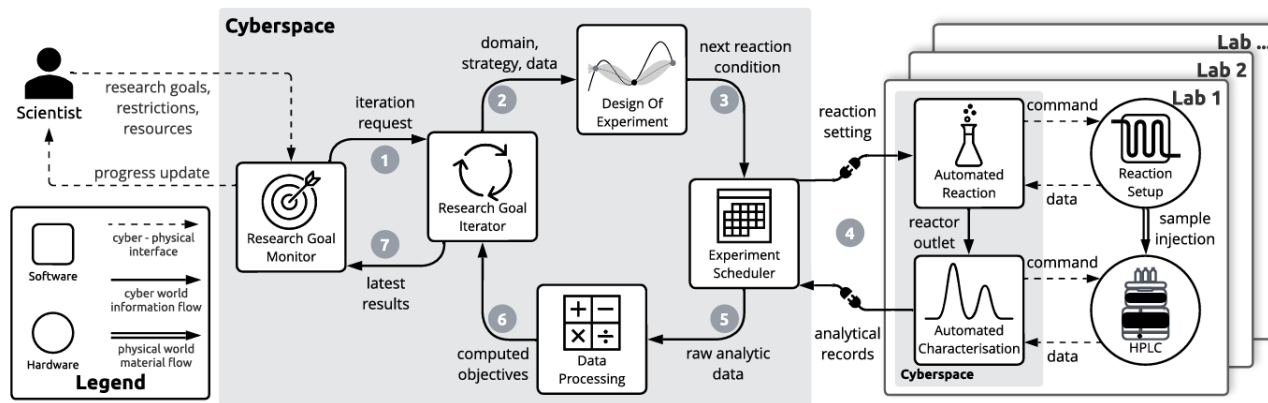 Cyberspace
Scientist
research goals,
restrictions,
resources
progress update
Research Goal
Monitor
1
iteration
request
Research Goal
Iterator
7
latest
results
domain,
strategy, data
2
Design Of
Experiment
3
next reaction
condition
Experiment
Scheduler
4
reaction
setting
analytical
records
5
raw analytic
data
Data
Processing
6
computed
objectives
Lab ...
Lab 2
Lab 1
Automated
Reaction
command
data
Reaction
Setup
reactor
outlet
sample
injection
Automated
Characterisation
command
data
HPLC
Cyberspace
Software
Hardware
cyber - physical
interface
cyber world
information flow
physical world
material flow
Legend